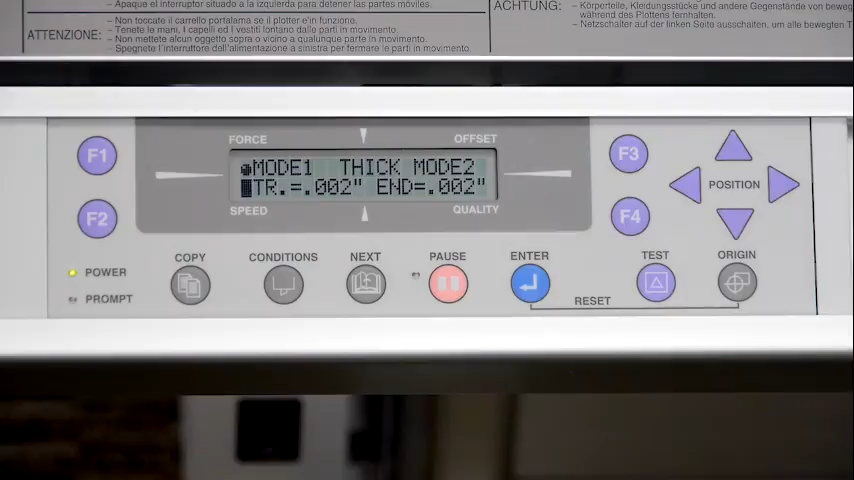 - Apaque el interruptor situado a la izquierda para detener las partes móviles.
ATTENZIONE:
- Non toccate il carrello portalama se il plotter e'in funzione.
- Tenete le mani, I capelli ed I vestiti lontano dalle parti in movimento.
- Non mettete alcun oggetto sopra o vicino a qualunque parte in movimento.
- Spegnete l'interruttore dell'alimentazione a sinistra per fermare le parti in movimento.
ACHTUNG:
- Körperteile, Kleidungsstücke und andere Gegenstände von beweg
während des Plottens fernhalten.
- Netzschalter auf der linken Seite ausschalten, um alle bewegten T
F1
F2
FORCE
OFFSET
MODE1 THICK MODE2
TR.=.002" END=.002"
SPEED
QUALITY
F3
F4
POSITION
POWER
PROMPT
COPY
CONDITIONS
NEXT
PAUSE
ENTER
TEST
ORIGIN
RESET